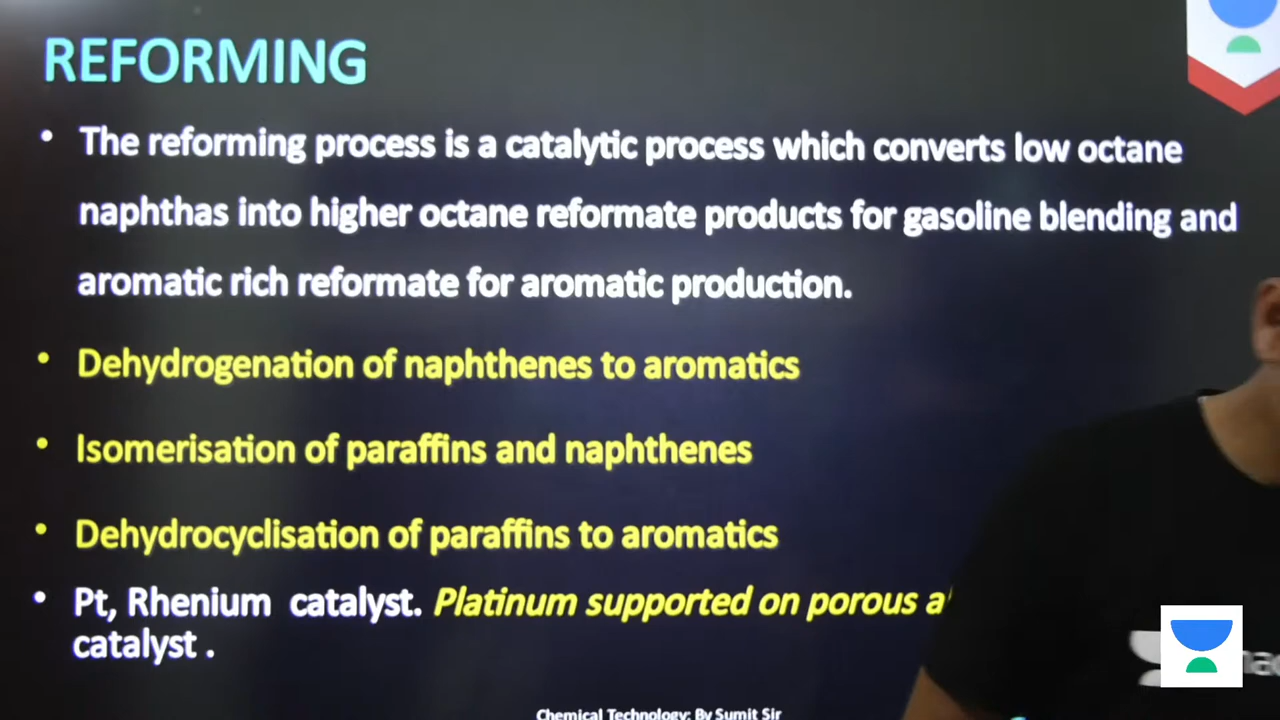 REFORMING
• The reforming process is a catalytic process which converts low octane
naphthas into higher octane reformate products for gasoline blending and
aromatic rich reformate for aromatic production.
• Dehydrogenation of naphthenes to aromatics
• Isomerisation of paraffins and naphthenes
• Dehydrocyclisation of paraffins to aromatics
• Pt, Rhenium catalyst. Platinum supported on porous
catalyst .
Chemical Technology: By Sumit Sir